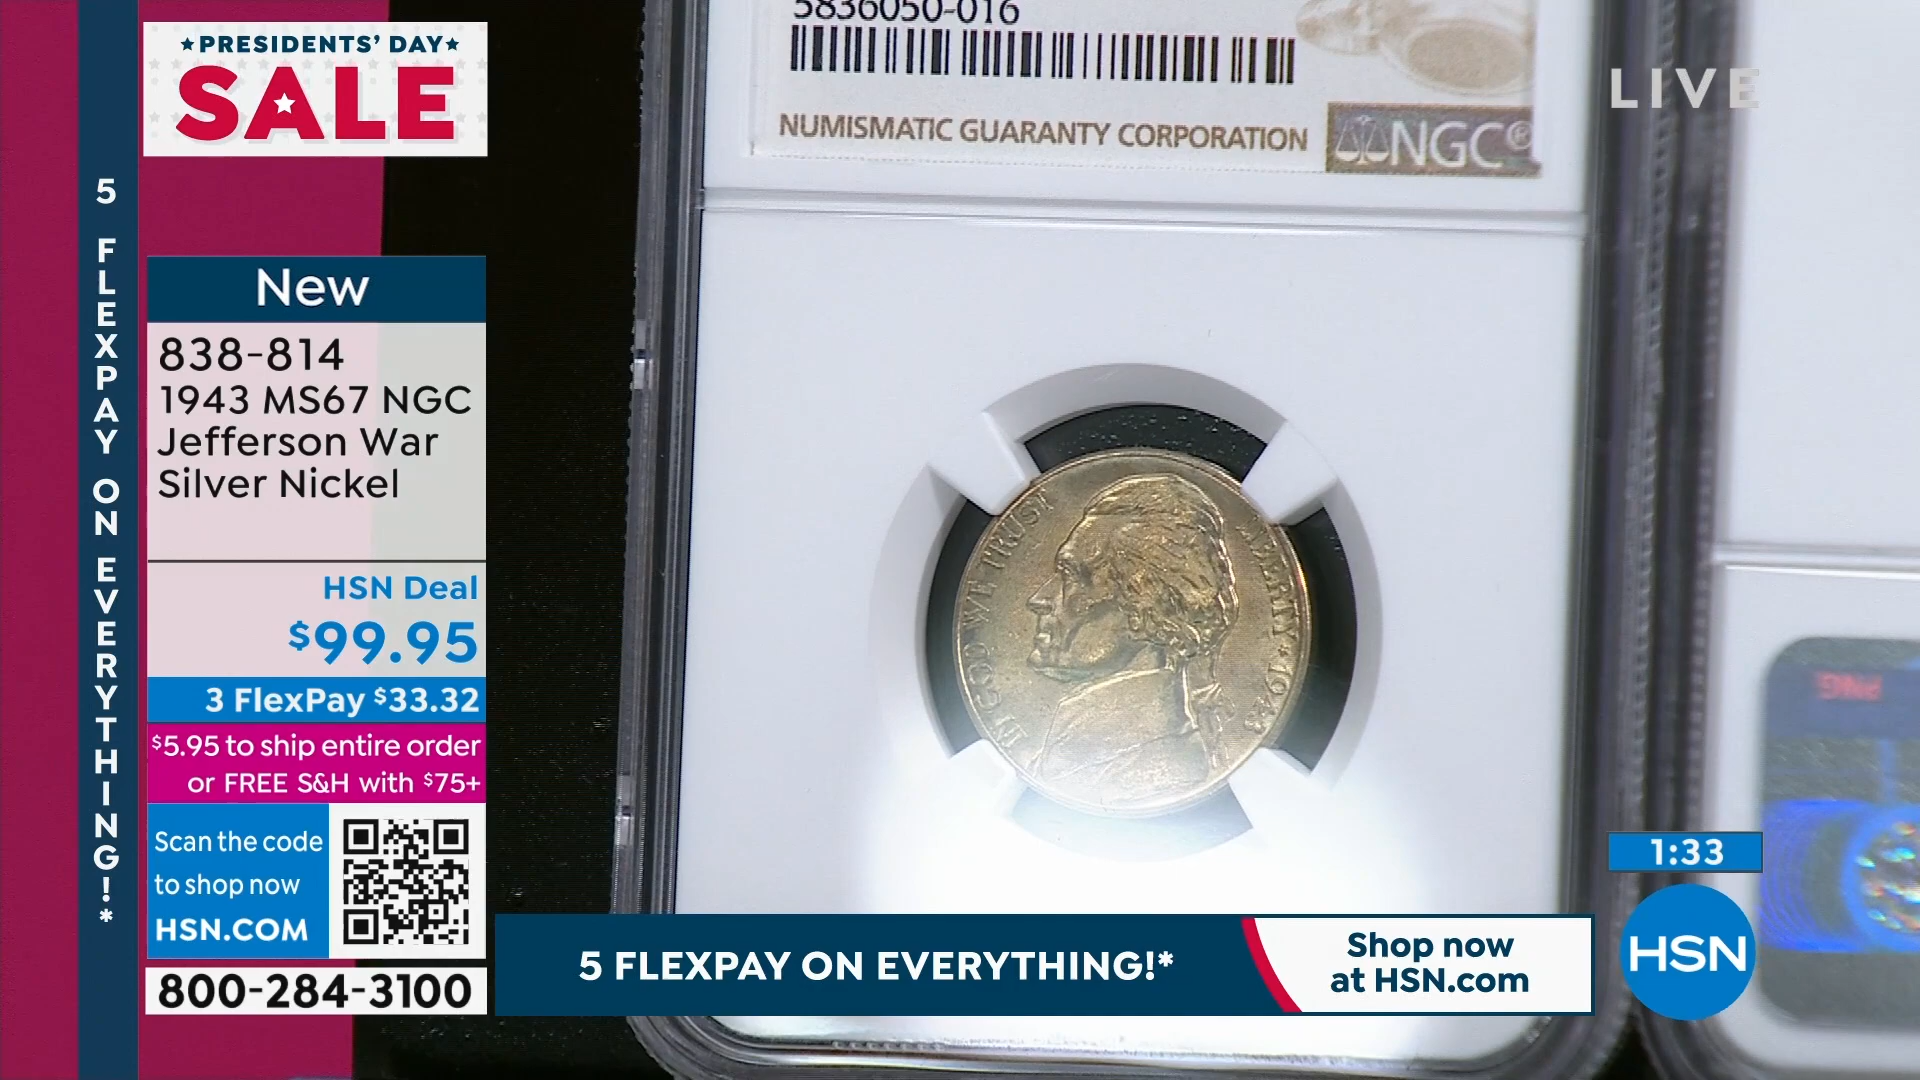 ★PRESIDENTS' DAY★
SALE
5 FLEXPAY ON EVERYTHING!*
New
838-814
1943 MS67 NGC
Jefferson War
Silver Nickel
HSN Deal
$99.95
3 FlexPay $33.32
$5.95 to ship entire order
or FREE S&H with $75+
Scan the code
to shop now
HSN.COM
800-284-3100
5836050-016
NUMISMATIC GUARANTY CORPORATION
NGC®
IN GOD WE TRUST
LIBERTY ★ 1943
LIVE
PNG
1:33
HSN
5 FLEXPAY ON EVERYTHING!*
Shop now
at HSN.com